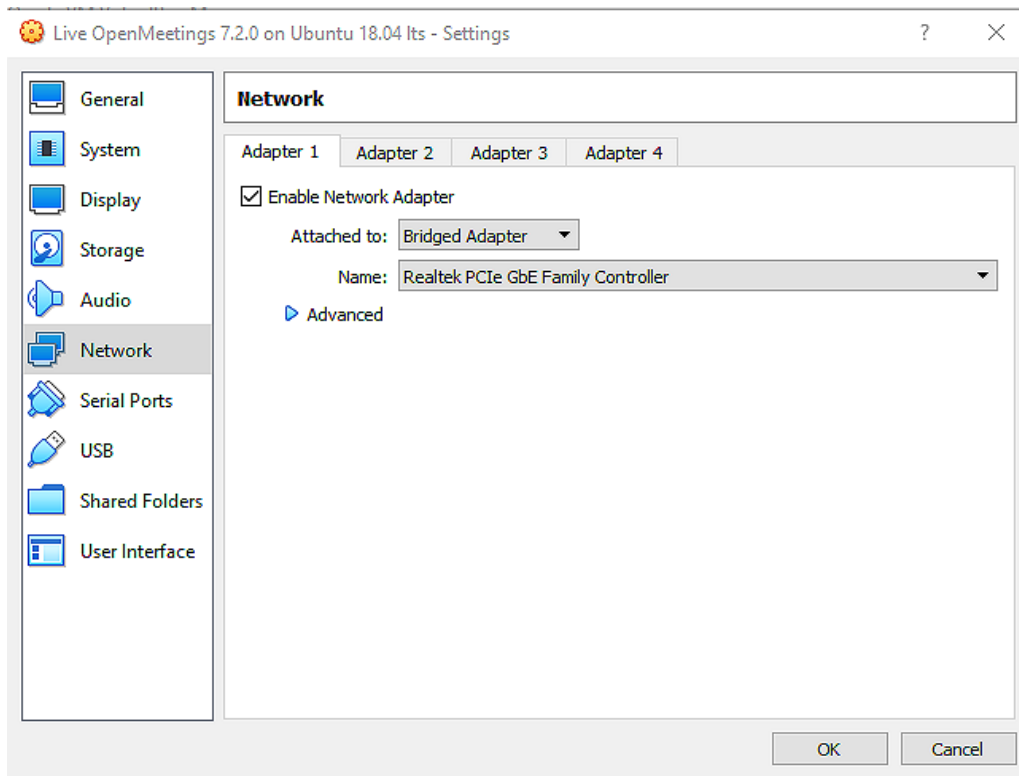 Live OpenMeetings 7.2.0 on Ubuntu 18.04 lts - Settings
?
General
System
Display
Storage
Audio
Network
Serial Ports
USB
Shared Folders
User Interface
Network
Adapter 1
Adapter 2
Adapter 3
Adapter 4
Enable Network Adapter
Attached to: Bridged Adapter
Name: Realtek PCIe GbE Family Controller
Advanced
OK
Cancel